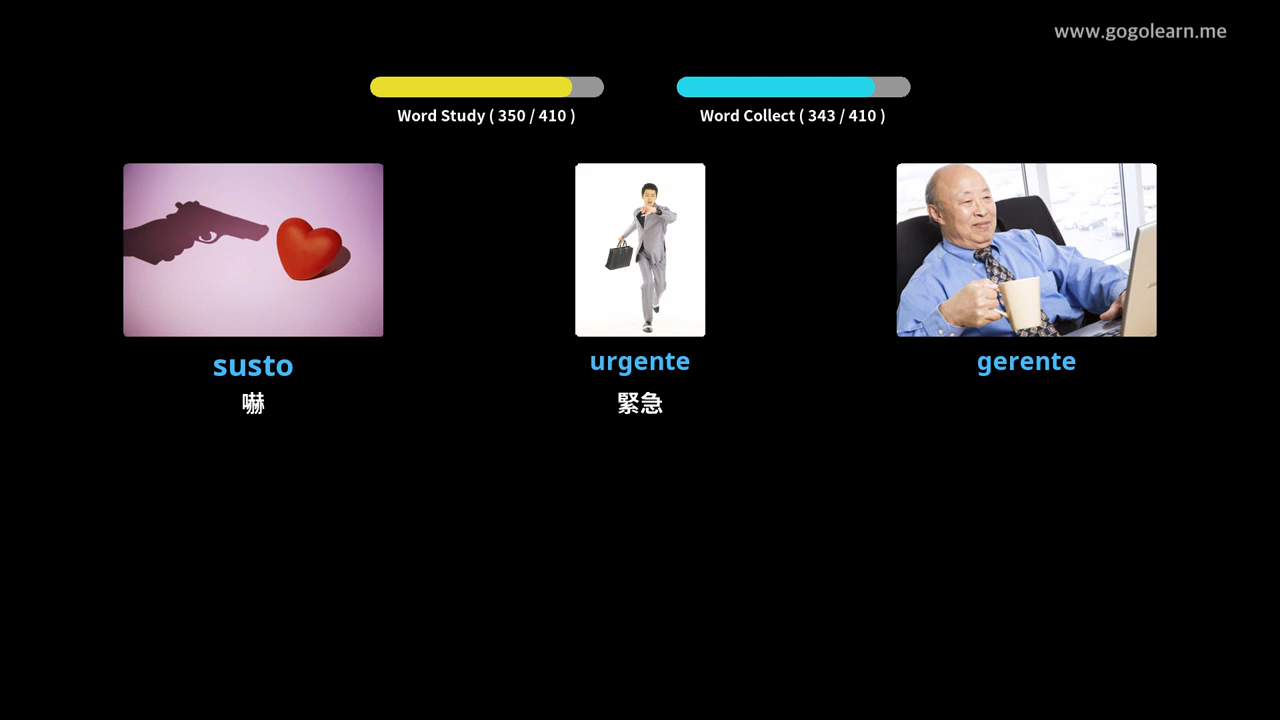 www.gogolearn.me
Word Study ( 350 / 410 )
Word Collect ( 343 / 410 )
susto
urgente
gerente
嚇
緊急